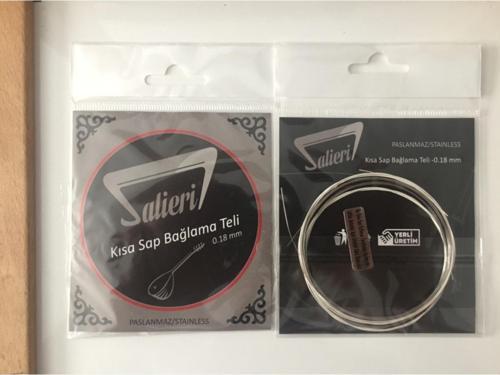 Salieri
Kısa Sap Bağlama Teli
0.18 mm
PASLANMAZ/STAINLESS
PASLANMAZ/STAINLESS
Salieri
Kısa Sap Bağlama Teli -0.18 mm
YERLİ
ÜRETİM